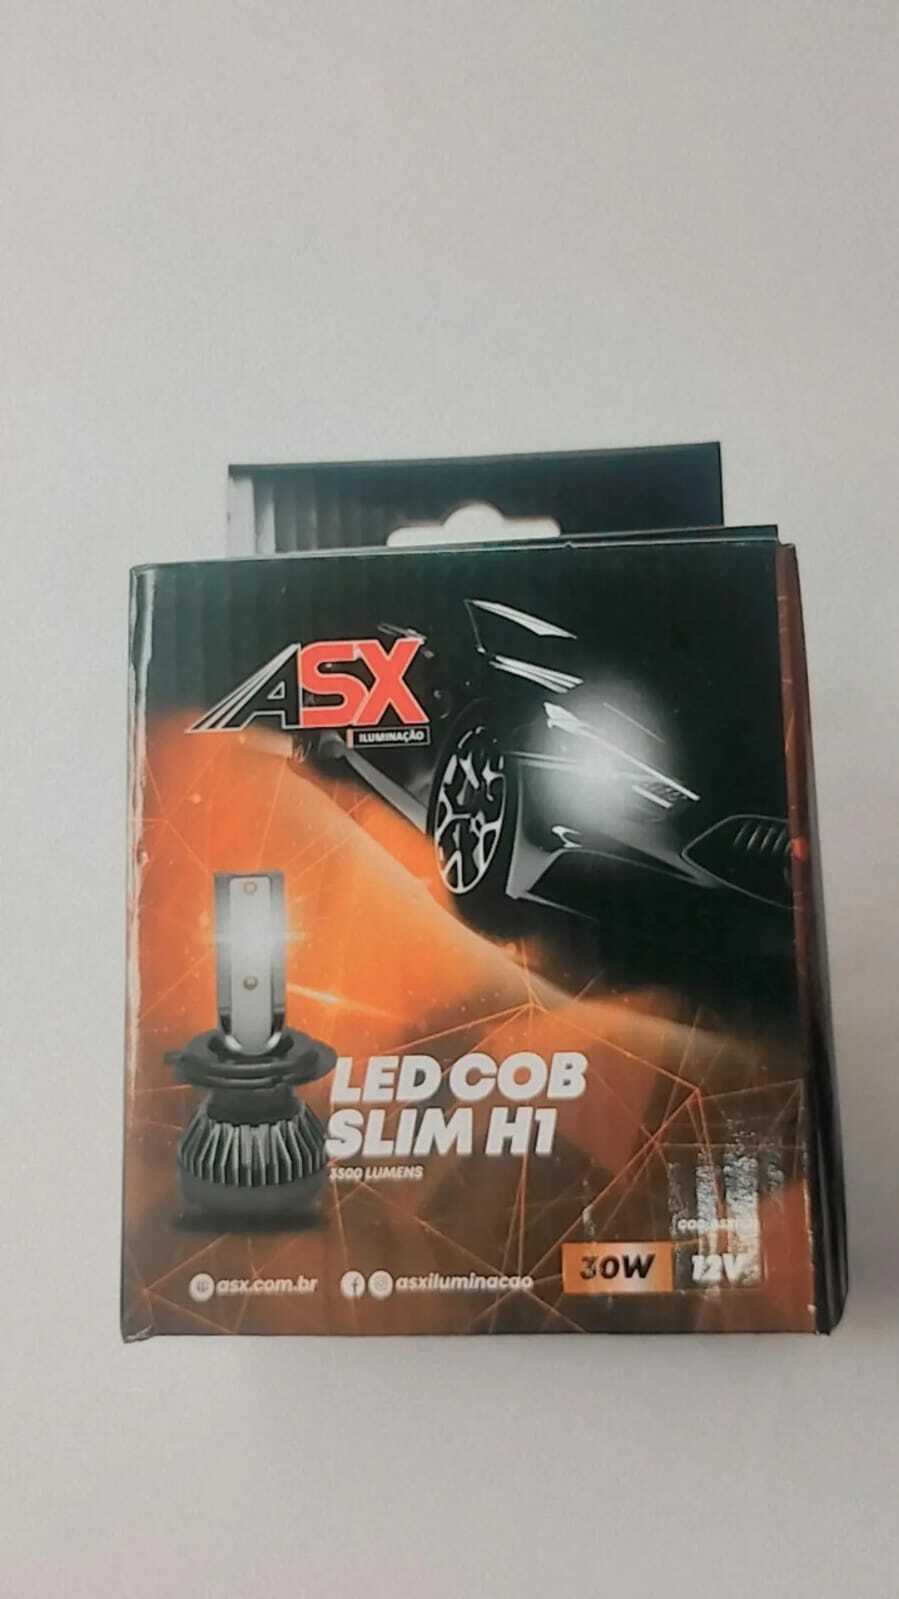 ASX
ILUMINAÇÃO
LED COB
SLIM H1
3500 LUMENS
30W
12V
asx.com.br
asxiluminacao